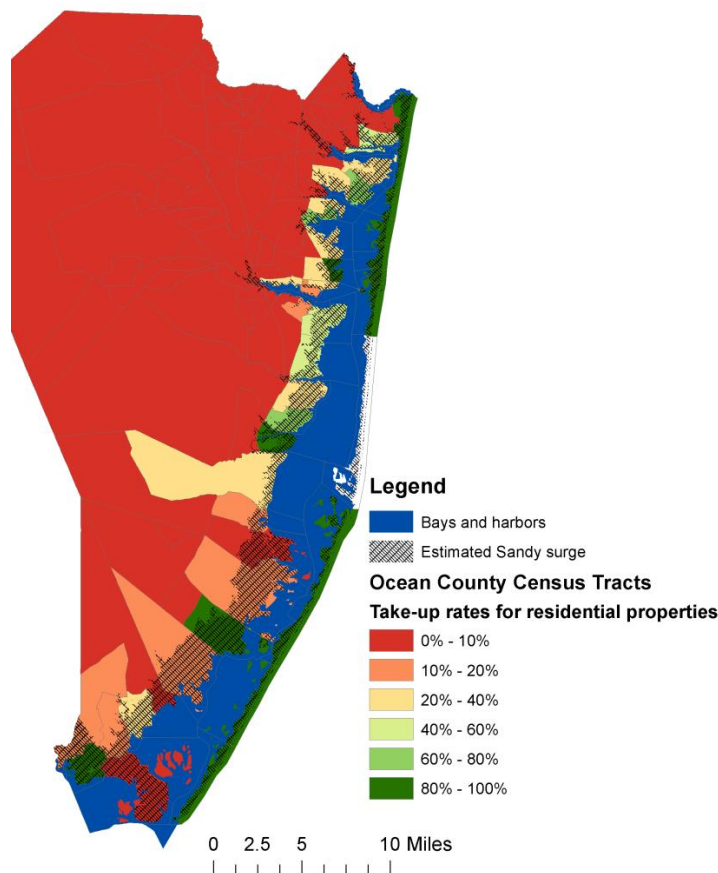 Legend
Bays and harbors
Estimated Sandy surge
Ocean County Census Tracts
Take-up rates for residential properties
0% - 10%
10% - 20%
20% - 40%
40% - 60%
60% - 80%
80% - 100%
0 2.5 5 10 Miles